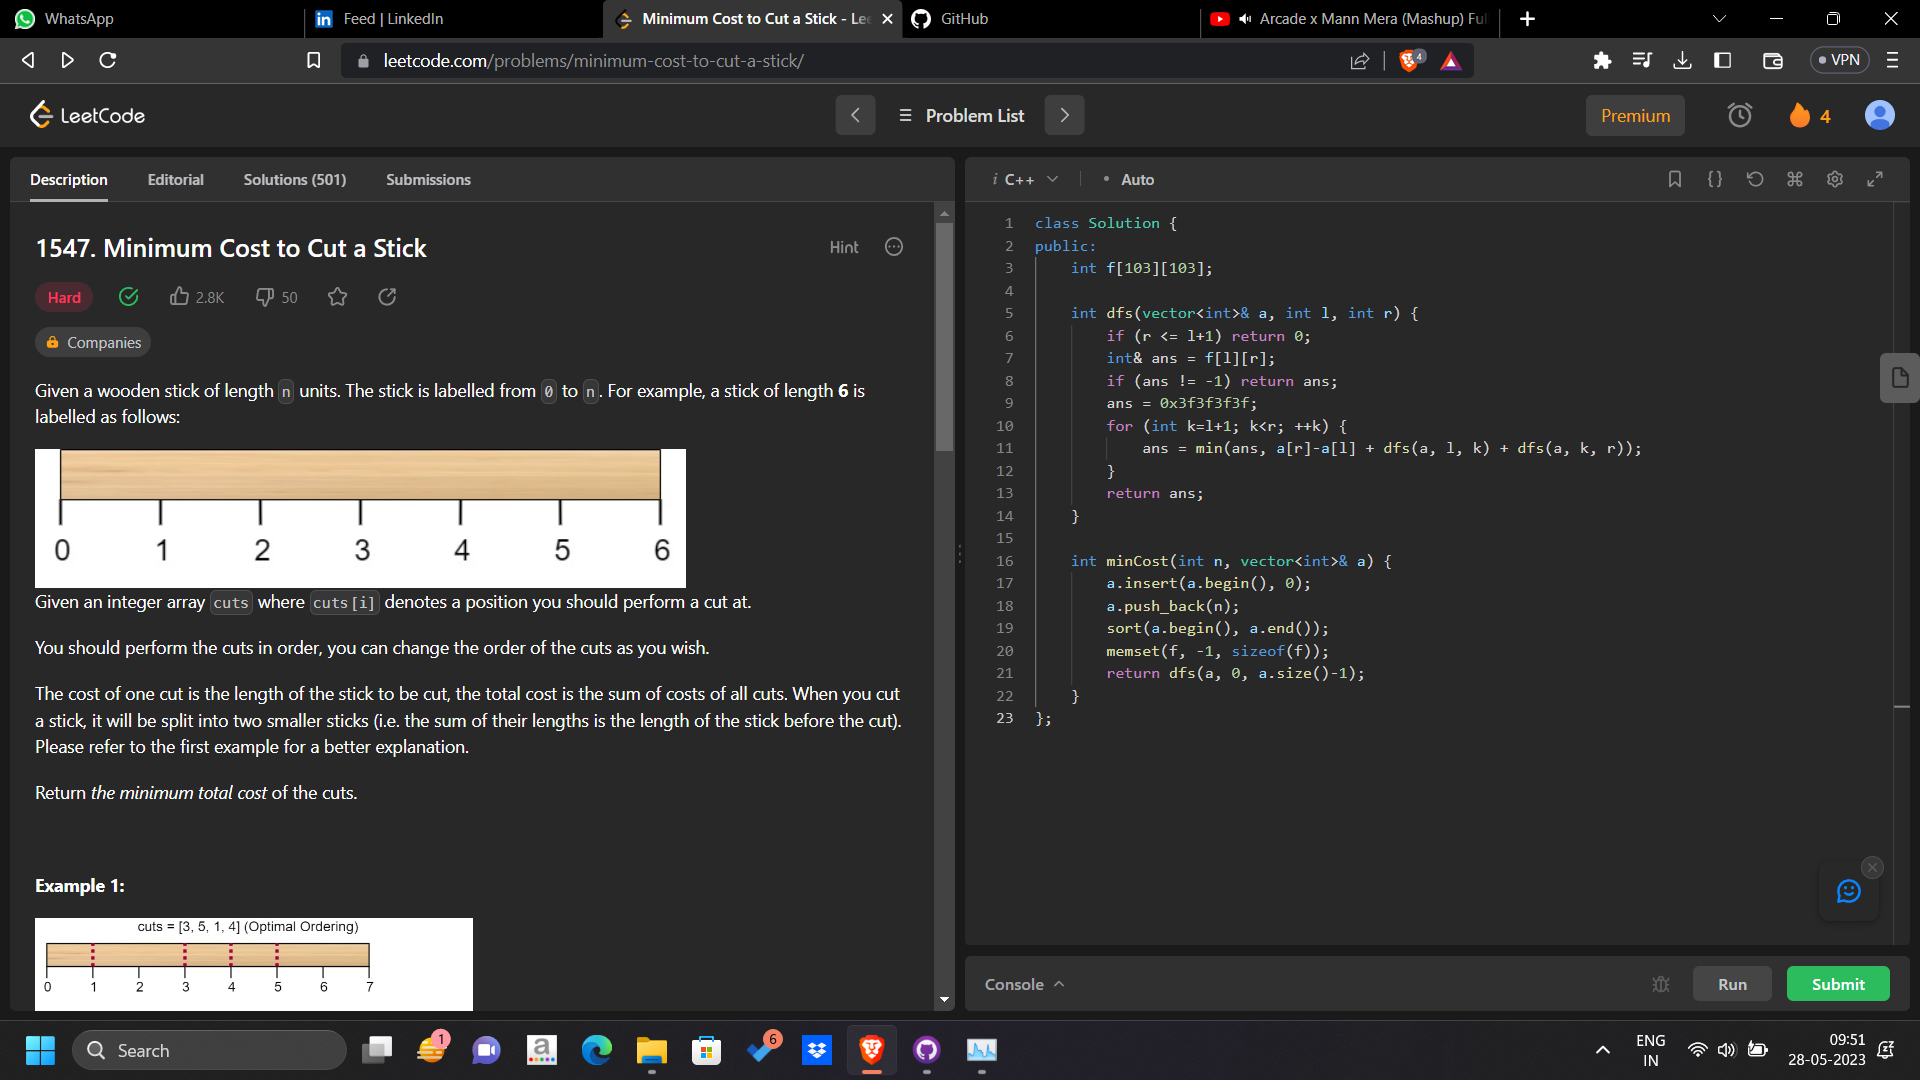 WhatsApp
Feed | LinkedIn
Minimum Cost to Cut a Stick - Lee
GitHub
Arcade x Mann Mera (Mashup) Ful
leetcode.com/problems/minimum-cost-to-cut-a-stick/
4
VPN
LeetCode
Problem List
Premium
4
Description
Editorial
Solutions (501)
Submissions
1547. Minimum Cost to Cut a Stick
Hint
Hard
2.8K
50
Companies
Given a wooden stick of length n units. The stick is labelled from 0 to n. For example, a stick of length 6 is
labelled as follows:
0 1 2 3 4 5 6
Given an integer array cuts where cuts[i] denotes a position you should perform a cut at.
You should perform the cuts in order, you can change the order of the cuts as you wish.
The cost of one cut is the length of the stick to be cut, the total cost is the sum of costs of all cuts. When you cut
a stick, it will be split into two smaller sticks (i.e. the sum of their lengths is the length of the stick before the cut).
Please refer to the first example for a better explanation.
Return the minimum total cost of the cuts.
Example 1:
cuts = [3, 5, 1, 4] (Optimal Ordering)
0 1 2 3 4 5 6 7
i C++
• Auto
1 class Solution {
2 public:
3 int f[103][103];
4
5 int dfs(vector<int>& a, int l, int r) {
6 if (r <= l+1) return 0;
7 int& ans = f[l][r];
8 if (ans != -1) return ans;
9 ans = 0x3f3f3f3f;
10 for (int k=l+1; k<r; ++k) {
11 ans = min(ans, a[r]-a[l] + dfs(a, l, k) + dfs(a, k, r));
12 }
13 return ans;
14 }
15
16 int minCost(int n, vector<int>& a) {
17 a.insert(a.begin(), 0);
18 a.push_back(n);
19 sort(a.begin(), a.end());
20 memset(f, -1, sizeof(f));
21 return dfs(a, 0, a.size()-1);
22 }
23 };
Console
Run
Submit
Search
1
a
6
ENG
IN
09:51
28-05-2023